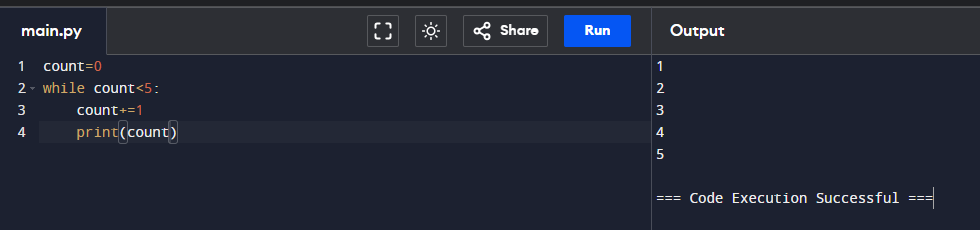 main.py Share Run Output
1 count=0
2 while count<5:
3     count+=1
4     print(count)
1
2
3
4
5
=== Code Execution Successful ===